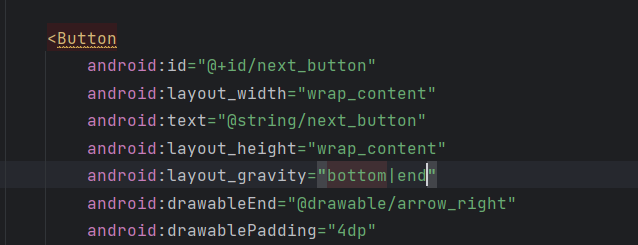 <Button
android:id="@+id/next_button"
android:layout_width="wrap_content"
android:text="@string/next_button"
android:layout_height="wrap_content"
android:layout_gravity="bottom|end"
android:drawableEnd="@drawable/arrow_right"
android:drawablePadding="4dp"